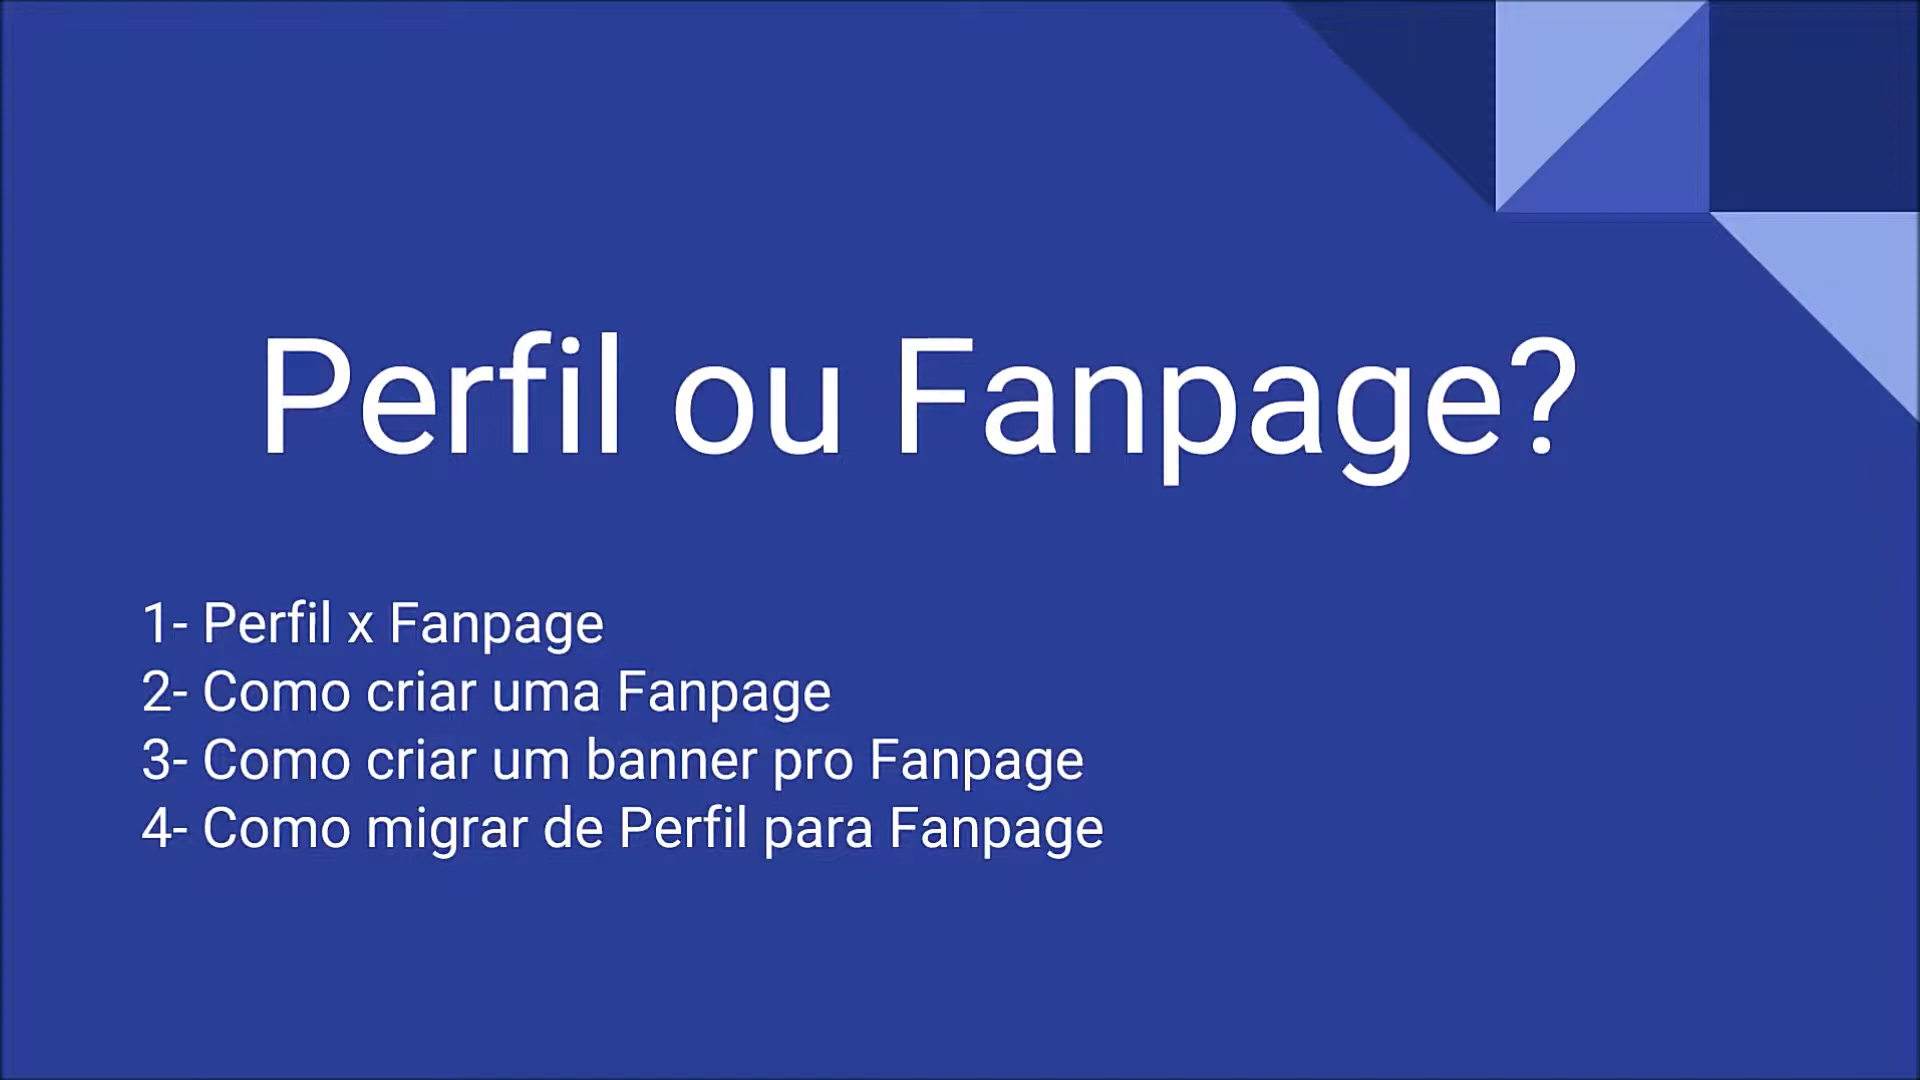 Perfil ou Fanpage?
1- Perfil x Fanpage
2- Como criar uma Fanpage
3- Como criar um banner pro Fanpage
4- Como migrar de Perfil para Fanpage